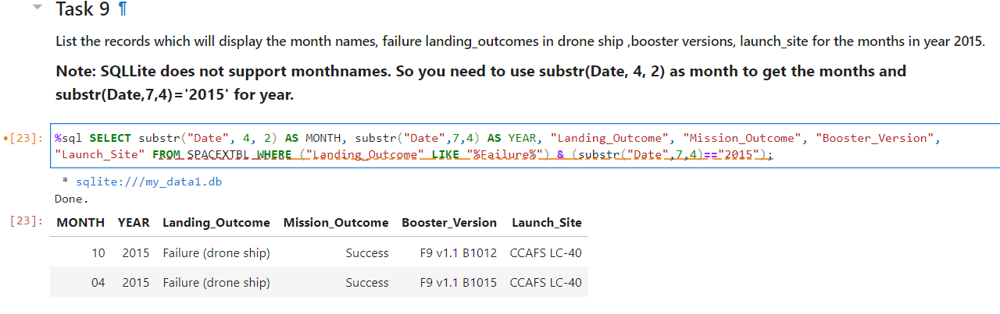 Task 9 ¶
List the records which will display the month names, failure landing_outcomes in drone ship ,booster versions, launch_site for the months in year 2015.
Note: SQLLite does not support monthnames. So you need to use substr(Date, 4, 2) as month to get the months and
substr(Date,7,4)='2015' for year.
•[23]: %sql SELECT substr("Date", 4, 2) AS MONTH, substr("Date",7,4) AS YEAR, "Landing_Outcome", "Mission_Outcome", "Booster_Version",
"Launch_Site" FROM SPACEXTBL WHERE ("Landing_Outcome" LIKE "%Failure%") & (substr("Date",7,4)=="2015");
* sqlite:///my_data1.db
Done.
[23]: MONTH YEAR Landing_Outcome Mission_Outcome Booster_Version Launch_Site
10 2015 Failure (drone ship) Success F9 v1.1 B1012 CCAFS LC-40
04 2015 Failure (drone ship) Success F9 v1.1 B1015 CCAFS LC-40